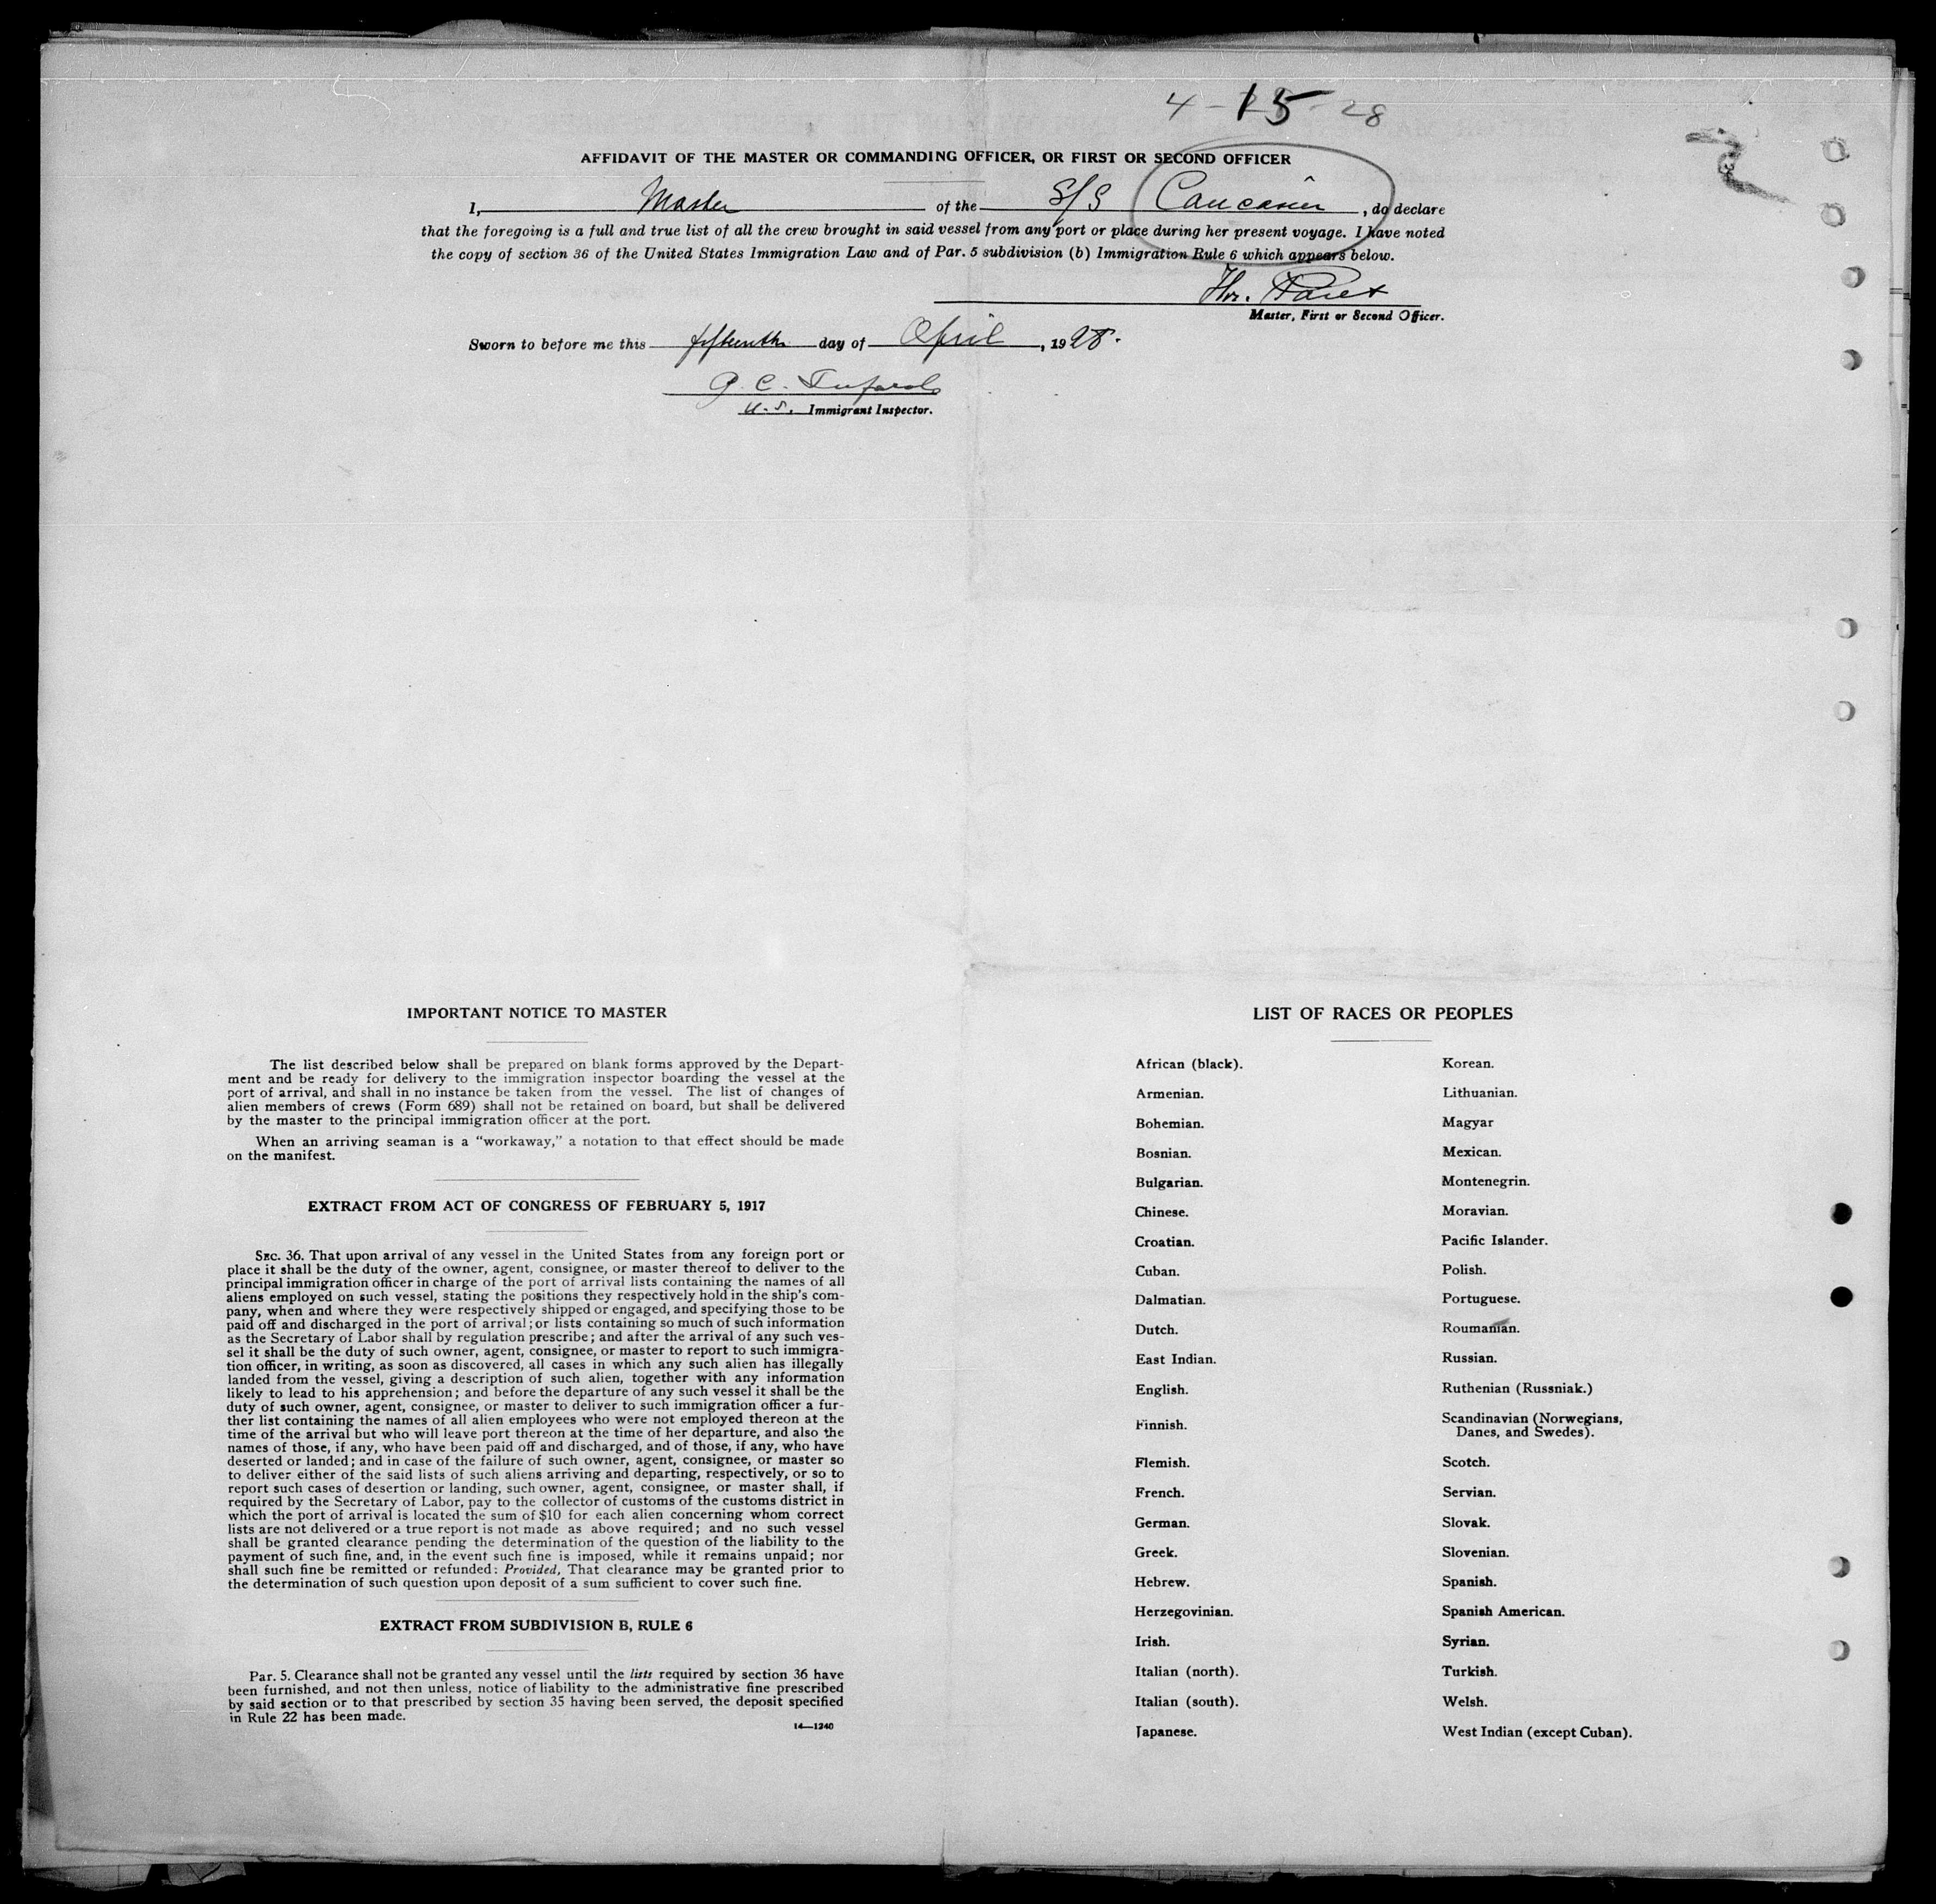 4-15-28
AFFIDAVIT OF THE MASTER OR COMMANDING OFFICER, OR FIRST OR SECOND OFFICER
I, Master of the S/S Caucasier, do declare
that the foregoing is a full and true list of all the crew brought in said vessel from any port or place during her present voyage. I have noted
the copy of section 36 of the United States Immigration Law and of Par. 5 subdivision (b) Immigration Rule 6 which appears below.
Master, First or Second Officer.
Sworn to before me this fifteenth day of April, 1928.
U.S. Immigrant Inspector.
IMPORTANT NOTICE TO MASTER
The list described below shall be prepared on blank forms approved by the Depart-
ment and be ready for delivery to the immigration inspector boarding the vessel at the
port of arrival, and shall in no instance be taken from the vessel. The list of changes of
alien members of crews (Form 689) shall not be retained on board, but shall be delivered
by the master to the principal immigration officer at the port.
When an arriving seaman is a "workaway," a notation to that effect should be made
on the manifest.
EXTRACT FROM ACT OF CONGRESS OF FEBRUARY 5, 1917
SEC. 36. That upon arrival of any vessel in the United States from any foreign port or
place it shall be the duty of the owner, agent, consignee, or master thereof to deliver to the
principal immigration officer in charge of the port of arrival lists containing the names of all
aliens employed on such vessel, stating the positions they respectively hold in the ship's com-
pany, when and where they were respectively shipped or engaged, and specifying those to be
paid off and discharged in the port of arrival; or lists containing so much of such information
as the Secretary of Labor shall by regulation prescribe; and after the arrival of any such ves-
sel it shall be the duty of such owner, agent, consignee, or master to report to such immigra-
tion officer, in writing, as soon as discovered, all cases in which any such alien has illegally
landed from the vessel, giving a description of such alien, together with any information
likely to lead to his apprehension; and before the departure of any such vessel it shall be the
duty of such owner, agent, consignee, or master to deliver to such immigration officer a fur-
ther list containing the names of all alien employees who were not employed thereon at the
time of the arrival but who will leave port thereon at the time of her departure, and also the
names of those, if any, who have been paid off and discharged, and of those, if any, who have
deserted or landed; and in case of the failure of such owner, agent, consignee, or master so
to deliver either of the said lists of such aliens arriving and departing, respectively, or so to
report such cases of desertion or landing, such owner, agent, consignee, or master shall, if
required by the Secretary of Labor, pay to the collector of customs of the customs district in
which the port of arrival is located the sum of $10 for each alien concerning whom correct
lists are not delivered or a true report is not made as above required; and no such vessel
shall be granted clearance pending the determination of the question of the liability to the
payment of such fine, and, in the event such fine is imposed, while it remains unpaid; nor
shall such fine be remitted or refunded: Provided, That clearance may be granted prior to
the determination of such question upon deposit of a sum sufficient to cover such fine.
EXTRACT FROM SUBDIVISION B, RULE 6
Par. 5. Clearance shall not be granted any vessel until the lists required by section 36 have
been furnished, and not then unless, notice of liability to the administrative fine prescribed
by said section or to that prescribed by section 35 having been served, the deposit specified
in Rule 22 has been made.
14—1240
LIST OF RACES OR PEOPLES
African (black).
Armenian.
Bohemian.
Bosnian.
Bulgarian.
Chinese.
Croatian.
Cuban.
Dalmatian.
Dutch.
East Indian.
English.
Finnish.
Flemish.
French.
German.
Greek.
Hebrew.
Herzegovinian.
Irish.
Italian (north).
Italian (south).
Japanese.
Korean.
Lithuanian.
Magyar
Mexican.
Montenegrin.
Moravian.
Pacific Islander.
Polish.
Portuguese.
Roumanian.
Russian.
Ruthenian (Russniak.)
Scandinavian (Norwegians,
Danes, and Swedes).
Scotch.
Servian.
Slovak.
Slovenian.
Spanish.
Spanish American.
Syrian.
Turkish.
Welsh.
West Indian (except Cuban).